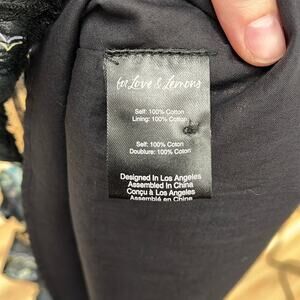 for Love & Lemons
Self: 100% Cotton
Lining: 100% Cotton
Self: 100% Coton
Doublure: 100% Coton
Designed In Los Angeles
Assembled In China
Conçu à Los Angeles
Assemblé en China